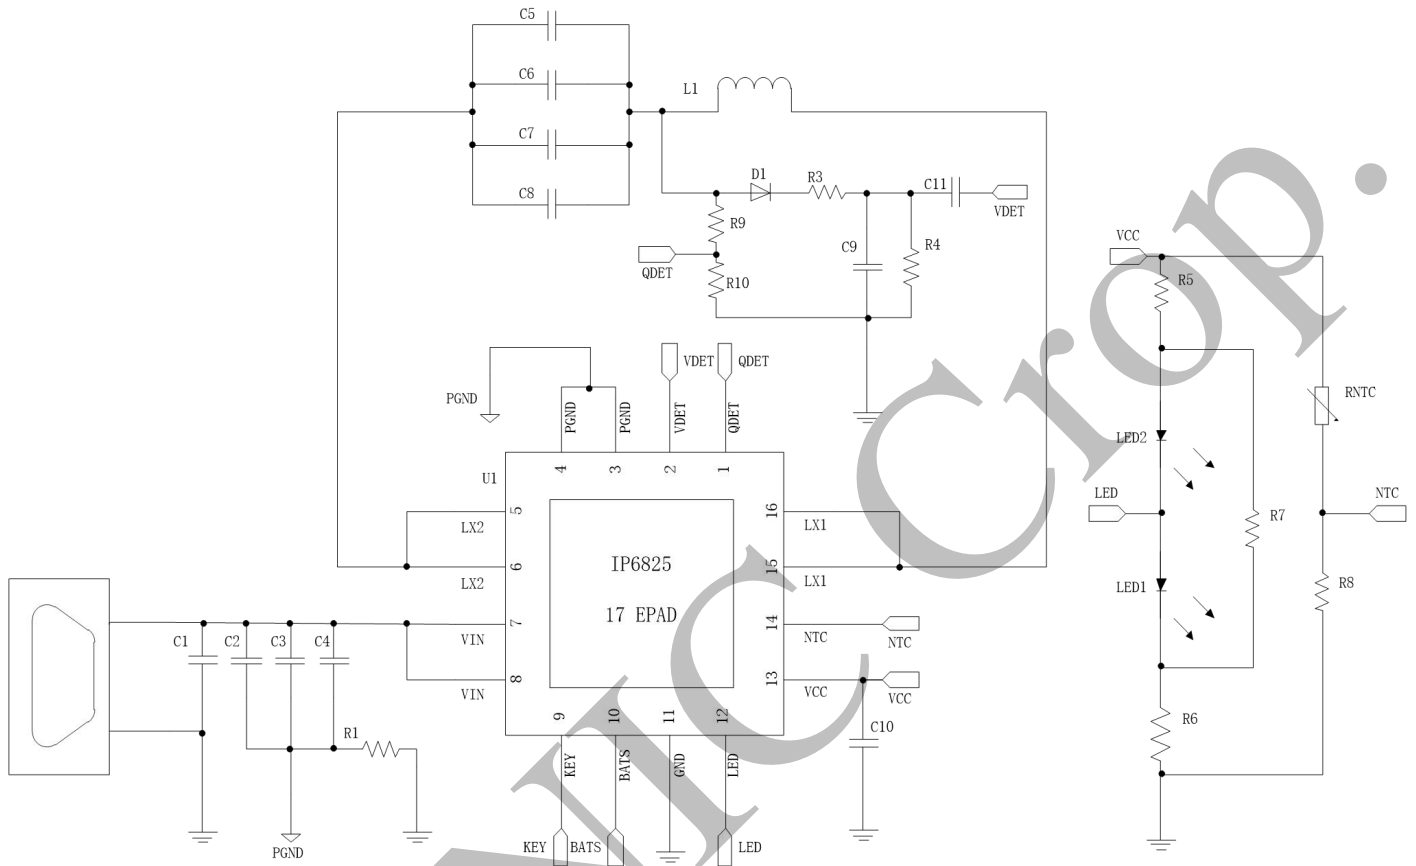 C5
C6
C7
C8
L1
D1
R3
C11
VDET
R9
QDET
R10
C9
R4
VCC
R5
RNTC
LED2
LED
NTC
R7
LED1
R8
R6
PGND
VDET
QDET
PGND
PGND
VDET
QDET
4
3
2
1
U1
5
LX2
6
LX2
7
VIN
8
VIN
IP6825
17 EPAD
16
LX1
15
LX1
14
NTC
NTC
13
VCC
VCC
9
10
11
12
KEY
BATS
GND
LED
KEY
BATS
LED
C10
C1
C2
C3
C4
R1
PGND
Crop.